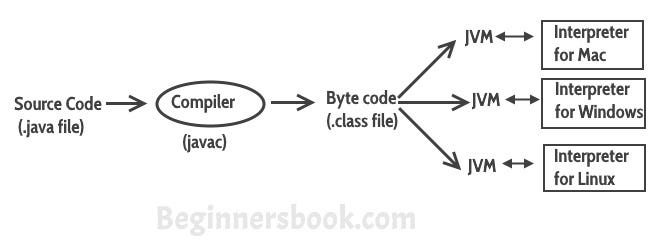 Source Code
(.java file)
Compiler
(javac)
Byte code
(.class file)
JVM
Interpreter
for Mac
JVM
Interpreter
for Windows
JVM
Interpreter
for Linux
Beginnersbook.com